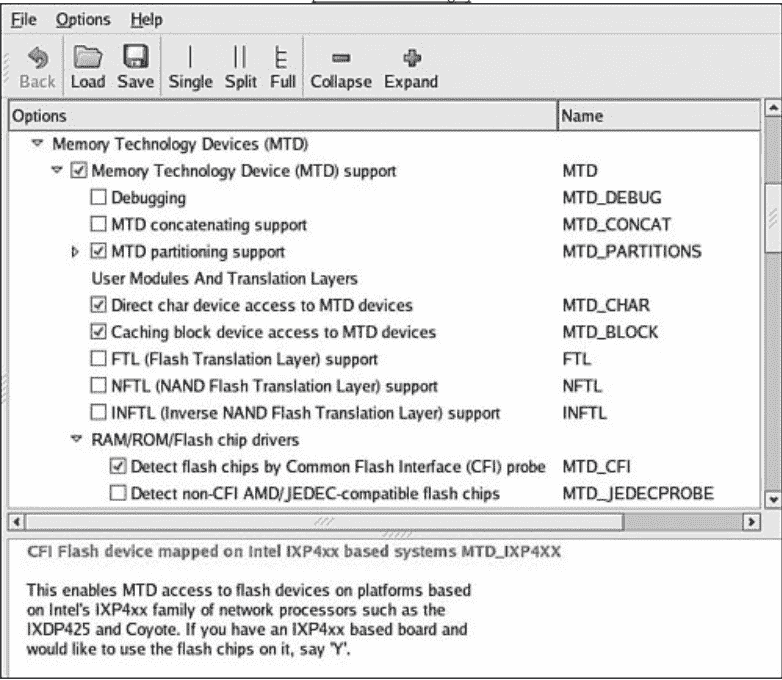 File Options Help
Back Load Save Single Split Full Collapse Expand
Options Name
Memory Technology Devices (MTD)
Memory Technology Device (MTD) support MTD
Debugging MTD_DEBUG
MTD concatenating support MTD_CONCAT
MTD partitioning support MTD_PARTITIONS
User Modules And Translation Layers
Direct char device access to MTD devices MTD_CHAR
Caching block device access to MTD devices MTD_BLOCK
FTL (Flash Translation Layer) support FTL
NFTL (NAND Flash Translation Layer) support NFTL
INFTL (Inverse NAND Flash Translation Layer) support INFTL
RAM/ROM/Flash chip drivers
Detect flash chips by Common Flash Interface (CFI) probe MTD_CFI
Detect non-CFI AMD/JEDEC-compatible flash chips MTD_JEDECPROBE
CFI Flash device mapped on Intel IXP4xx based systems MTD_IXP4XX
This enables MTD access to flash devices on platforms based
on Intel's IXP4xx family of network processors such as the
IXDP425 and Coyote. If you have an IXP4xx based board and
would like to use the flash chips on it, say 'Y'.